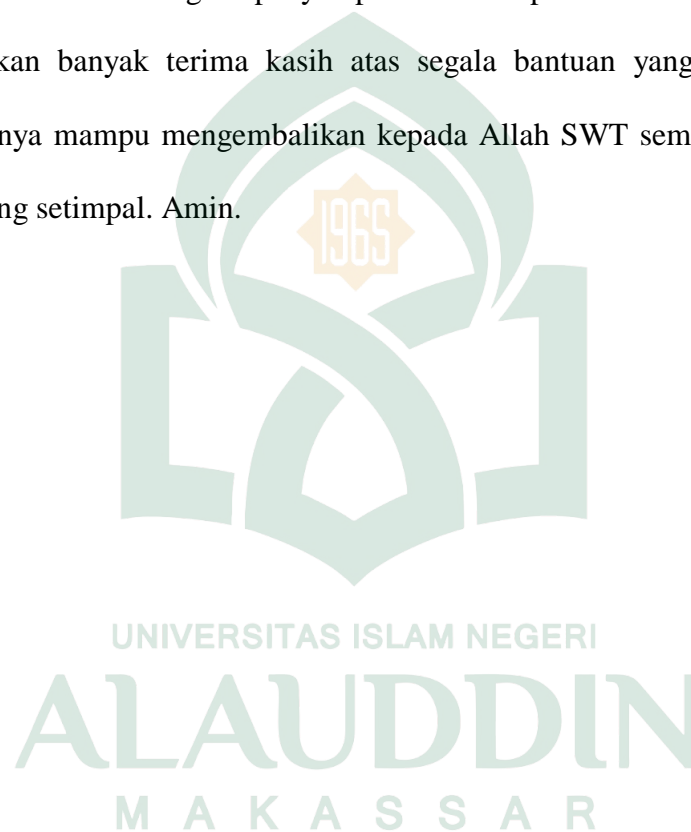 kan banyak terima kasih atas segala bantuan yang
nya mampu mengembalikan kepada Allah SWT sem
ng setimpal. Amin.
1965
UNIVERSITAS ISLAM NEGERI
ALAUDDIN
MAKASSAR